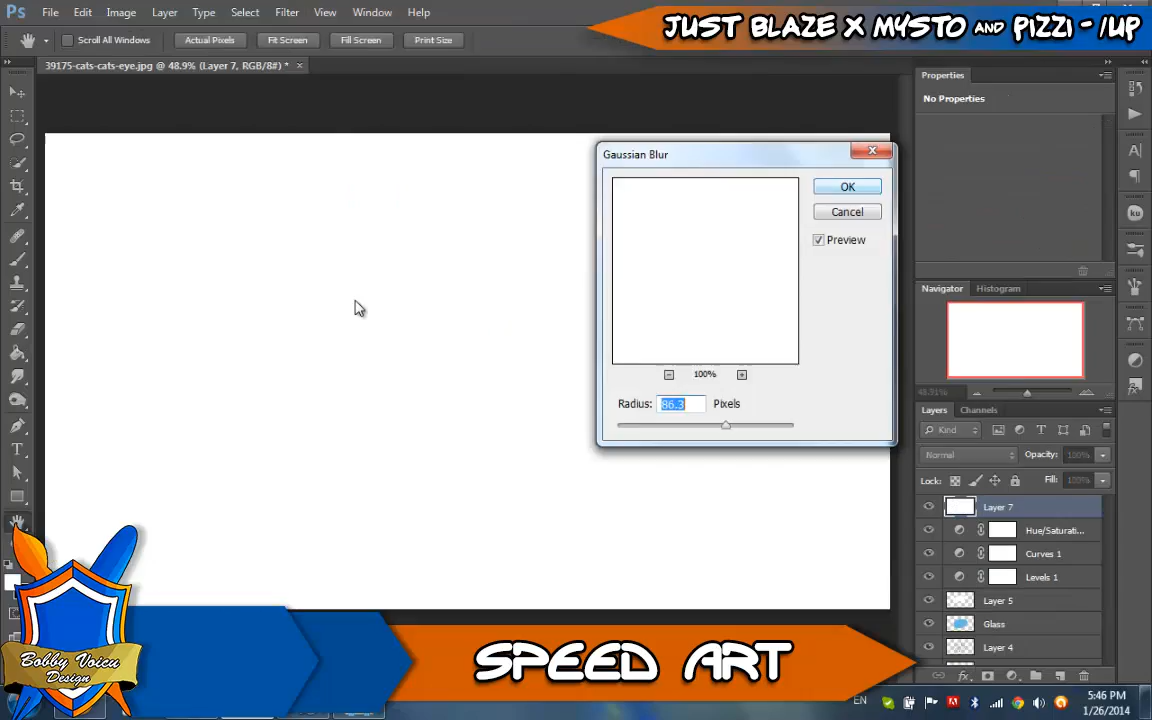 Ps File Edit Image Layer Type Select Filter View Window Help
JUST BLAZE X MYSTO AND PIZZI - /UP
Scroll All Windows Actual Pixels Fit Screen Fill Screen Print Size
39175-cats-cats-eye.jpg @ 48.9% (Layer 7, RGB/8#) * ×
Properties
No Properties
Gaussian Blur
OK
Cancel
Preview
100%
Radius: 86.3 Pixels
Navigator Histogram
48.91%
Layers Channels
Kind
Normal Opacity: 100%
Lock: Fill: 100%
Layer 7
Hue/Saturati...
Curves 1
Levels 1
Layer 5
Glass
Layer 4
Bobby Voicu
Design
SPEED ART
EN
5:46 PM
1/26/2014